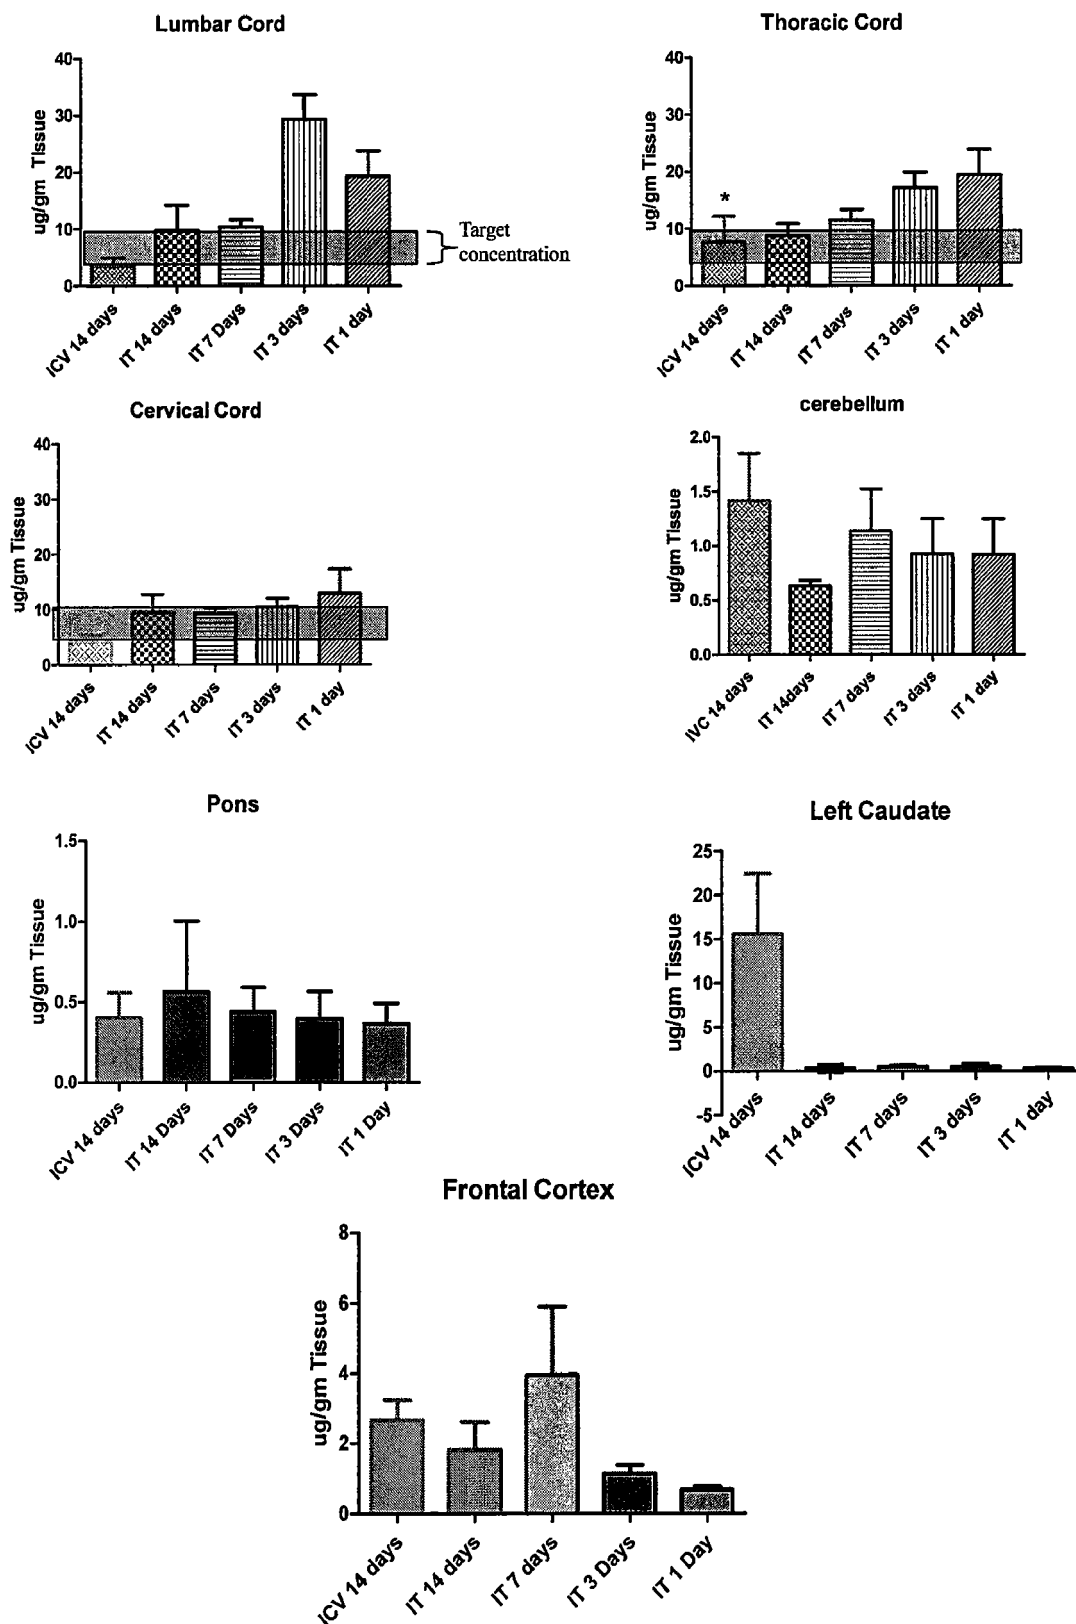 Lumbar Cord
ug/gm Tissue
40
30
20
10
0
Target
concentration
ICV 14 days
IT 14 days
IT 7 Days
IT 3 days
IT 1 day
Thoracic Cord
ug/gm Tissue
40
30
20
10
0
*
ICV 14 days
IT 14 days
IT 7 days
IT 3 days
IT 1 day
Cervical Cord
ug/gm Tissue
40
30
20
10
0
ICV 14 days
IT 14 days
IT 7 days
IT 3 days
IT 1 day
cerebellum
ug/gm Tissue
2.0
1.5
1.0
0.5
0.0
IVC 14 days
IT 14days
IT 7 days
IT 3 days
IT 1 day
Pons
ug/gm Tissue
1.5
1.0
0.5
0.0
ICV 14 days
IT 14 Days
IT 7 Days
IT 3 Days
IT 1 Day
Left Caudate
ug/gm Tissue
25
20
15
10
5
0
-5
ICV 14 days
IT 14 days
IT 7 days
IT 3 days
IT 1 day
Frontal Cortex
ug/gm Tissue
8
6
4
2
0
ICV 14 days
IT 14 days
IT 7 days
IT 3 Days
IT 1 Day